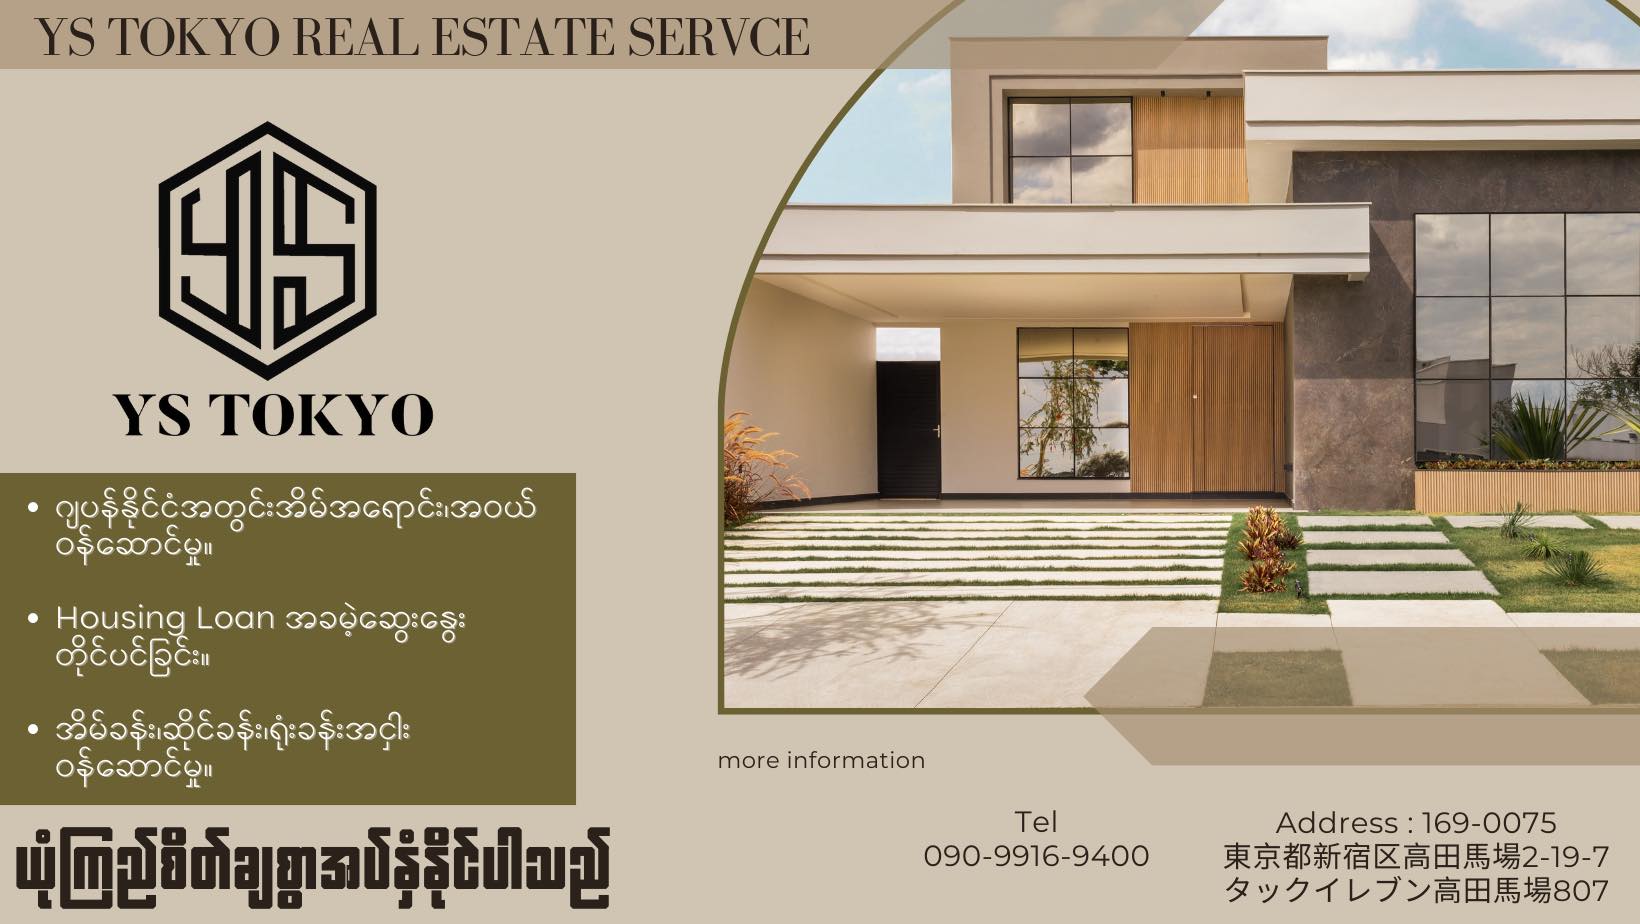 YS TOKYO REAL ESTATE SERVCE
YS
YS TOKYO
ဂျပန်နိုင်ငံအတွင်းအိမ်အရောင်း၊အဝယ်
ဝန်ဆောင်မှု။
Housing Loan အခမဲ့ဆွေးနွေး
တိုင်ပင်ခြင်း။
အိမ်ခန်း၊ဆိုင်ခန်း၊ရုံးခန်းအငှါး
ဝန်ဆောင်မှု။
ယုံကြည်စိတ်ချစွာအပ်နှံနိုင်ပါသည်
more information
Tel
090-9916-9400
Address : 169-0075
東京都新宿区高田馬場2-19-7
タックイレブン高田馬場807